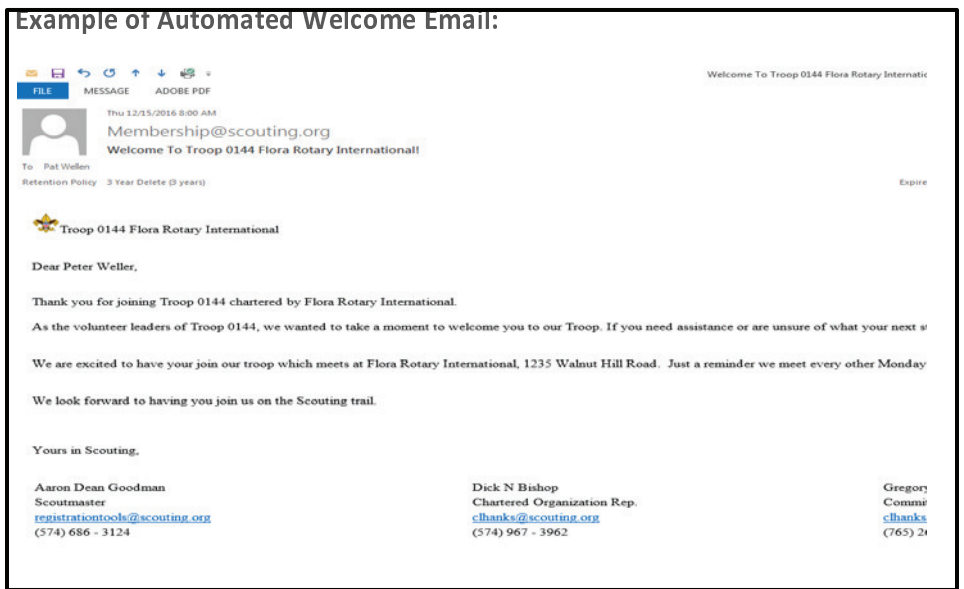 Example of Automated Welcome Email:
Welcome To Troop 0144 Flora Rotary Internatic
FILE MESSAGE ADOBE PDF
Thu 12/15/2016 8:00 AM
Membership@scouting.org
Welcome To Troop 0144 Flora Rotary International!
To Pat Wellen
Retention Policy 3 Year Delete (3 years) Expire
Troop 0144 Flora Rotary International
Dear Peter Weller,
Thank you for joining Troop 0144 chartered by Flora Rotary International.
As the volunteer leaders of Troop 0144, we wanted to take a moment to welcome you to our Troop. If you need assistance or are unsure of what your next
We are excited to have your join our troop which meets at Flora Rotary International, 1235 Walnut Hill Road. Just a reminder we meet every other Monday
We look forward to having you join us on the Scouting trail.
Yours in Scouting,
Aaron Dean Goodman Dick N Bishop Gregory
Scoutmaster Chartered Organization Rep. Commi
registrationtools@scouting.org clhanks@scouting.org clhanks
(574) 686 - 3124 (574) 967 - 3962 (765) 2